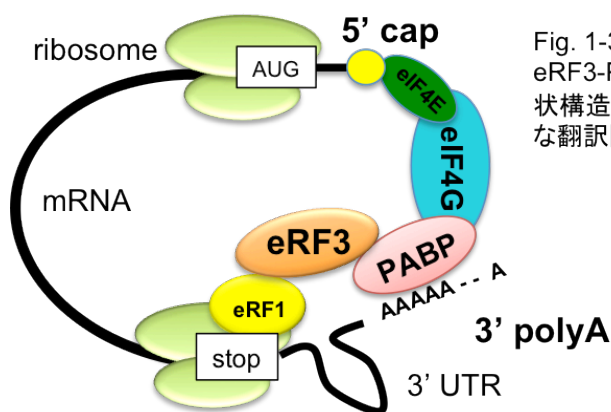 ribosome
5’ cap
AUG
eIF4E
eIF4G
mRNA
eRF3
PABP
AAAAA - - A
eRF1
stop
3’ polyA
3’ UTR
Fig. 1-3
eRF3-P
状構造
な翻訳